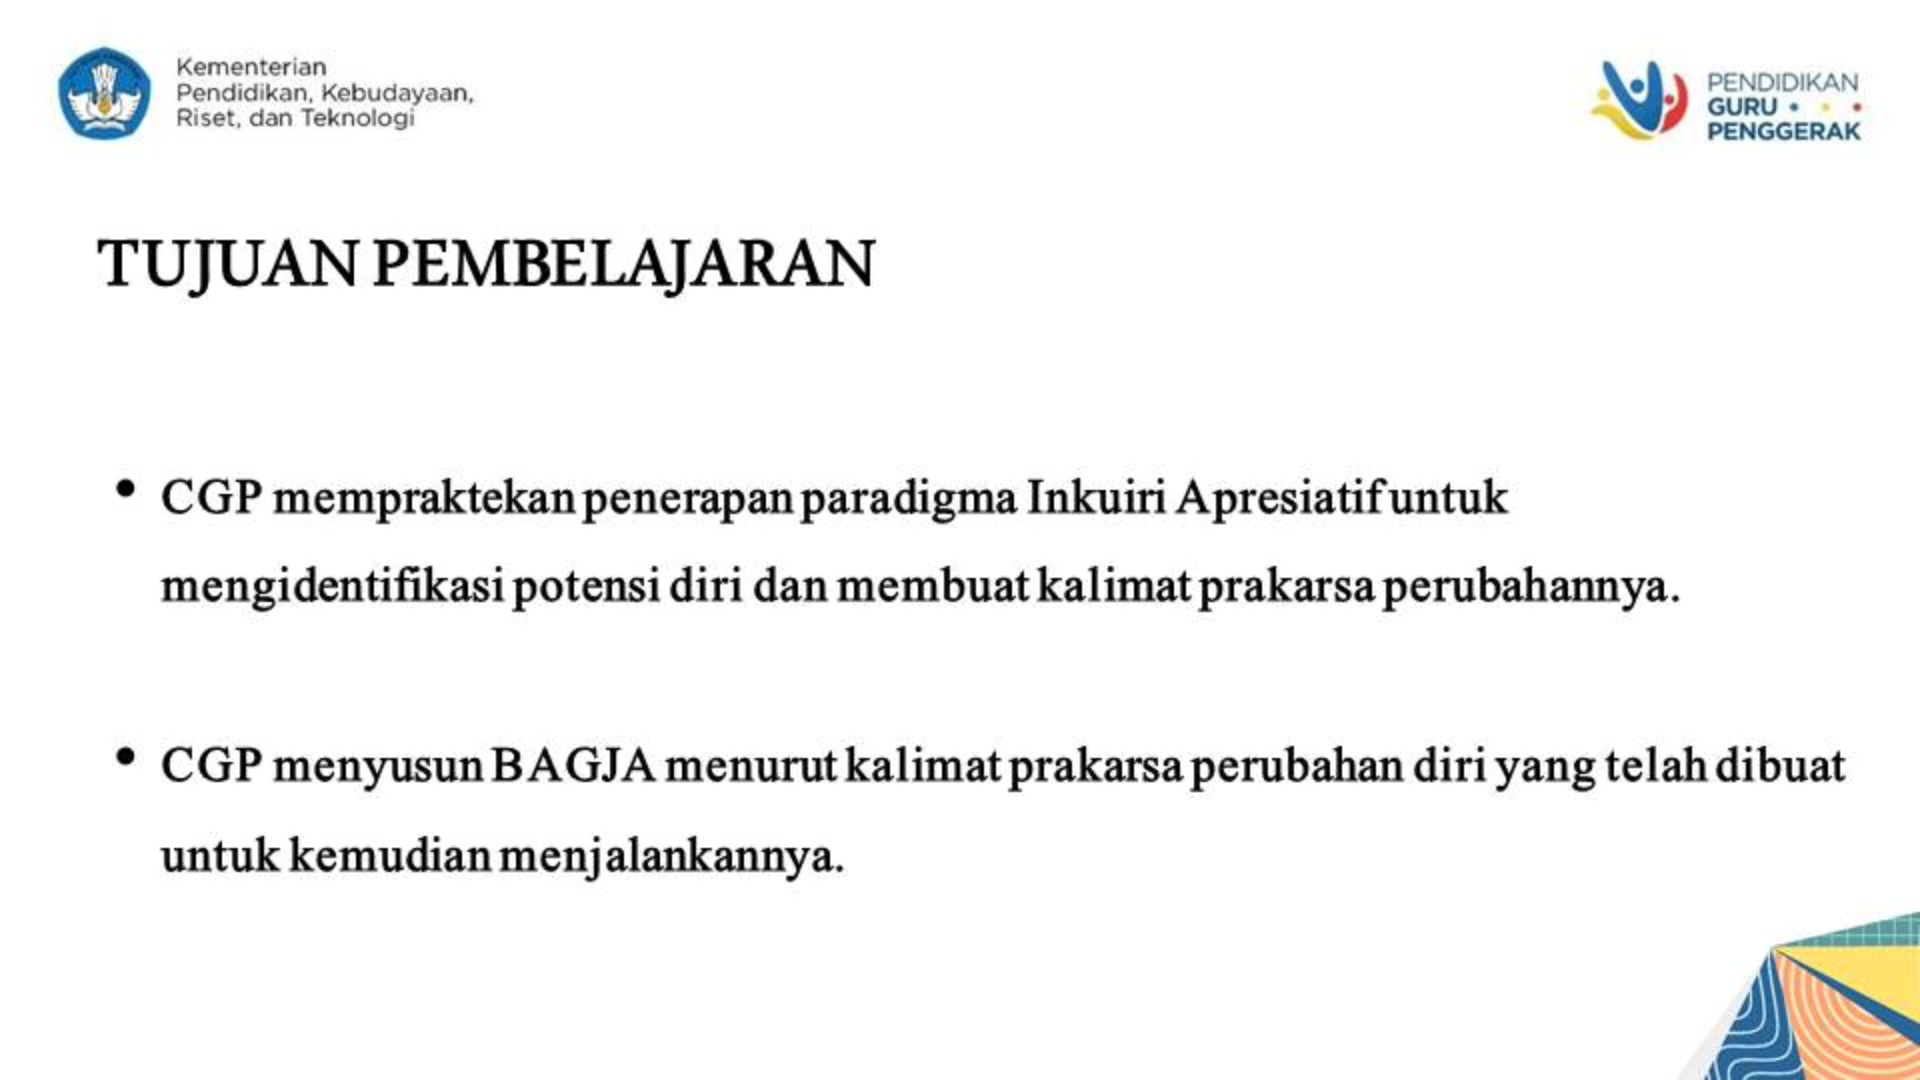 Kementerian
Pendidikan, Kebudayaan,
Riset, dan Teknologi
PENDIDIKAN
GURU
PENGGERAK
TUJUAN PEMBELAJARAN
• CGP mempraktekan penerapan paradigma Inkuiri Apresiatif untuk
mengidentifikasi potensi diri dan membuat kalimat prakarsa perubahannya.
• CGP menyusun BAGJA menurut kalimat prakarsa perubahan diri yang telah dibuat
untuk kemudian menjalankannya.